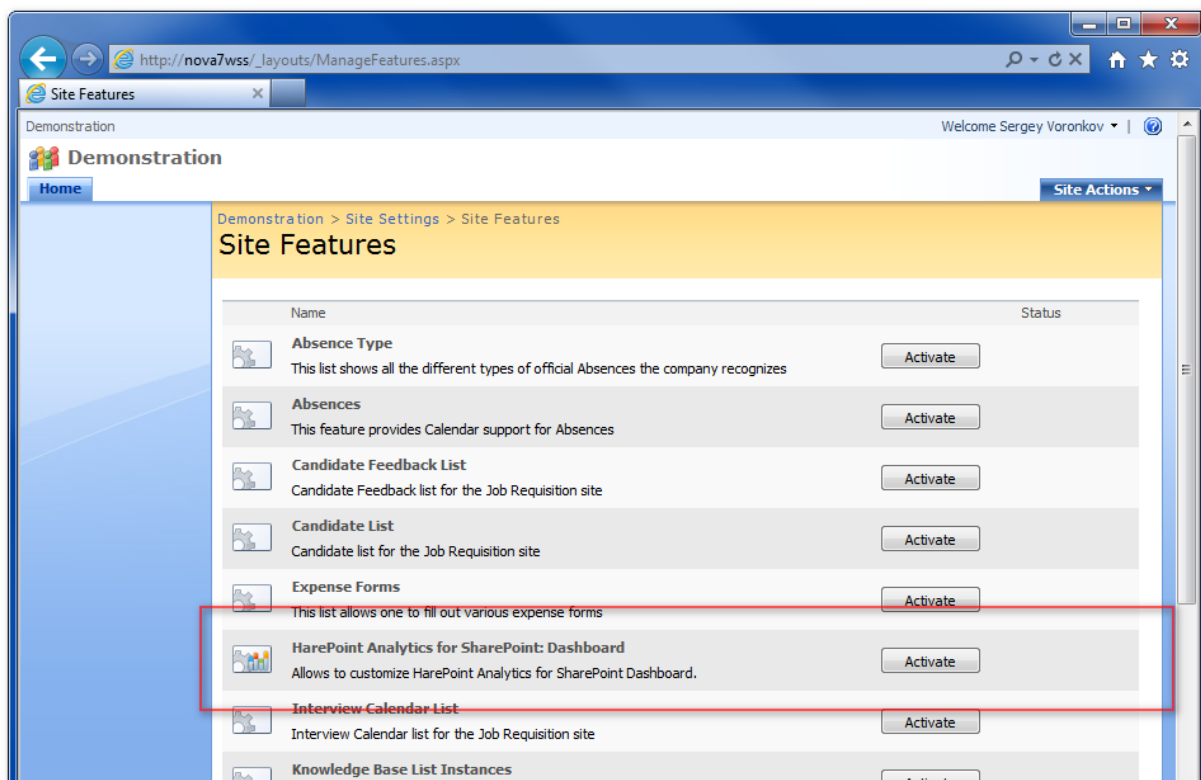 http://nova7wss/_layouts/ManageFeatures.aspx
Site Features
Demonstration
Welcome Sergey Voronkov
Demonstration
Home
Site Actions
Demonstration > Site Settings > Site Features
Site Features
Name Status
Absence Type
This list shows all the different types of official Absences the company recognizes
Activate
Absences
This feature provides Calendar support for Absences
Activate
Candidate Feedback List
Candidate Feedback list for the Job Requisition site
Activate
Candidate List
Candidate list for the Job Requisition site
Activate
Expense Forms
This list allows one to fill out various expense forms
Activate
HarePoint Analytics for SharePoint: Dashboard
Allows to customize HarePoint Analytics for SharePoint Dashboard.
Activate
Interview Calendar List
Interview Calendar list for the Job Requisition site
Activate
Knowledge Base List Instances